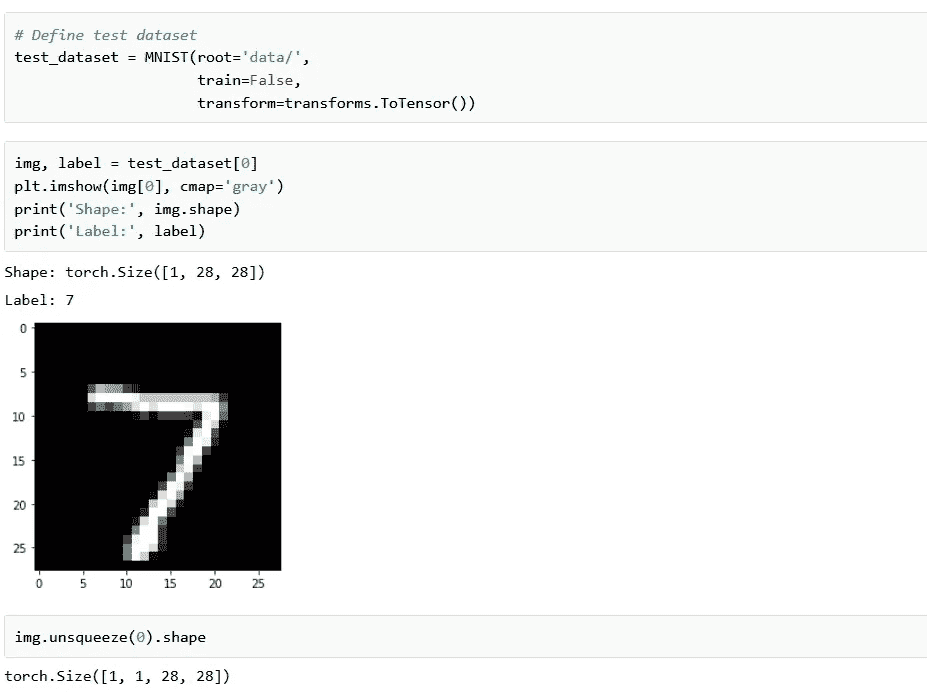 # Define test dataset
test_dataset = MNIST(root='data/',
                     train=False,
                     transform=transforms.ToTensor())
img, label = test_dataset[0]
plt.imshow(img[0], cmap='gray')
print('Shape:', img.shape)
print('Label:', label)
Shape: torch.Size([1, 28, 28])
Label: 7
0
5
10
15
20
25
7
0 5 10 15 20 25
img.unsqueeze(0).shape
torch.Size([1, 1, 28, 28])